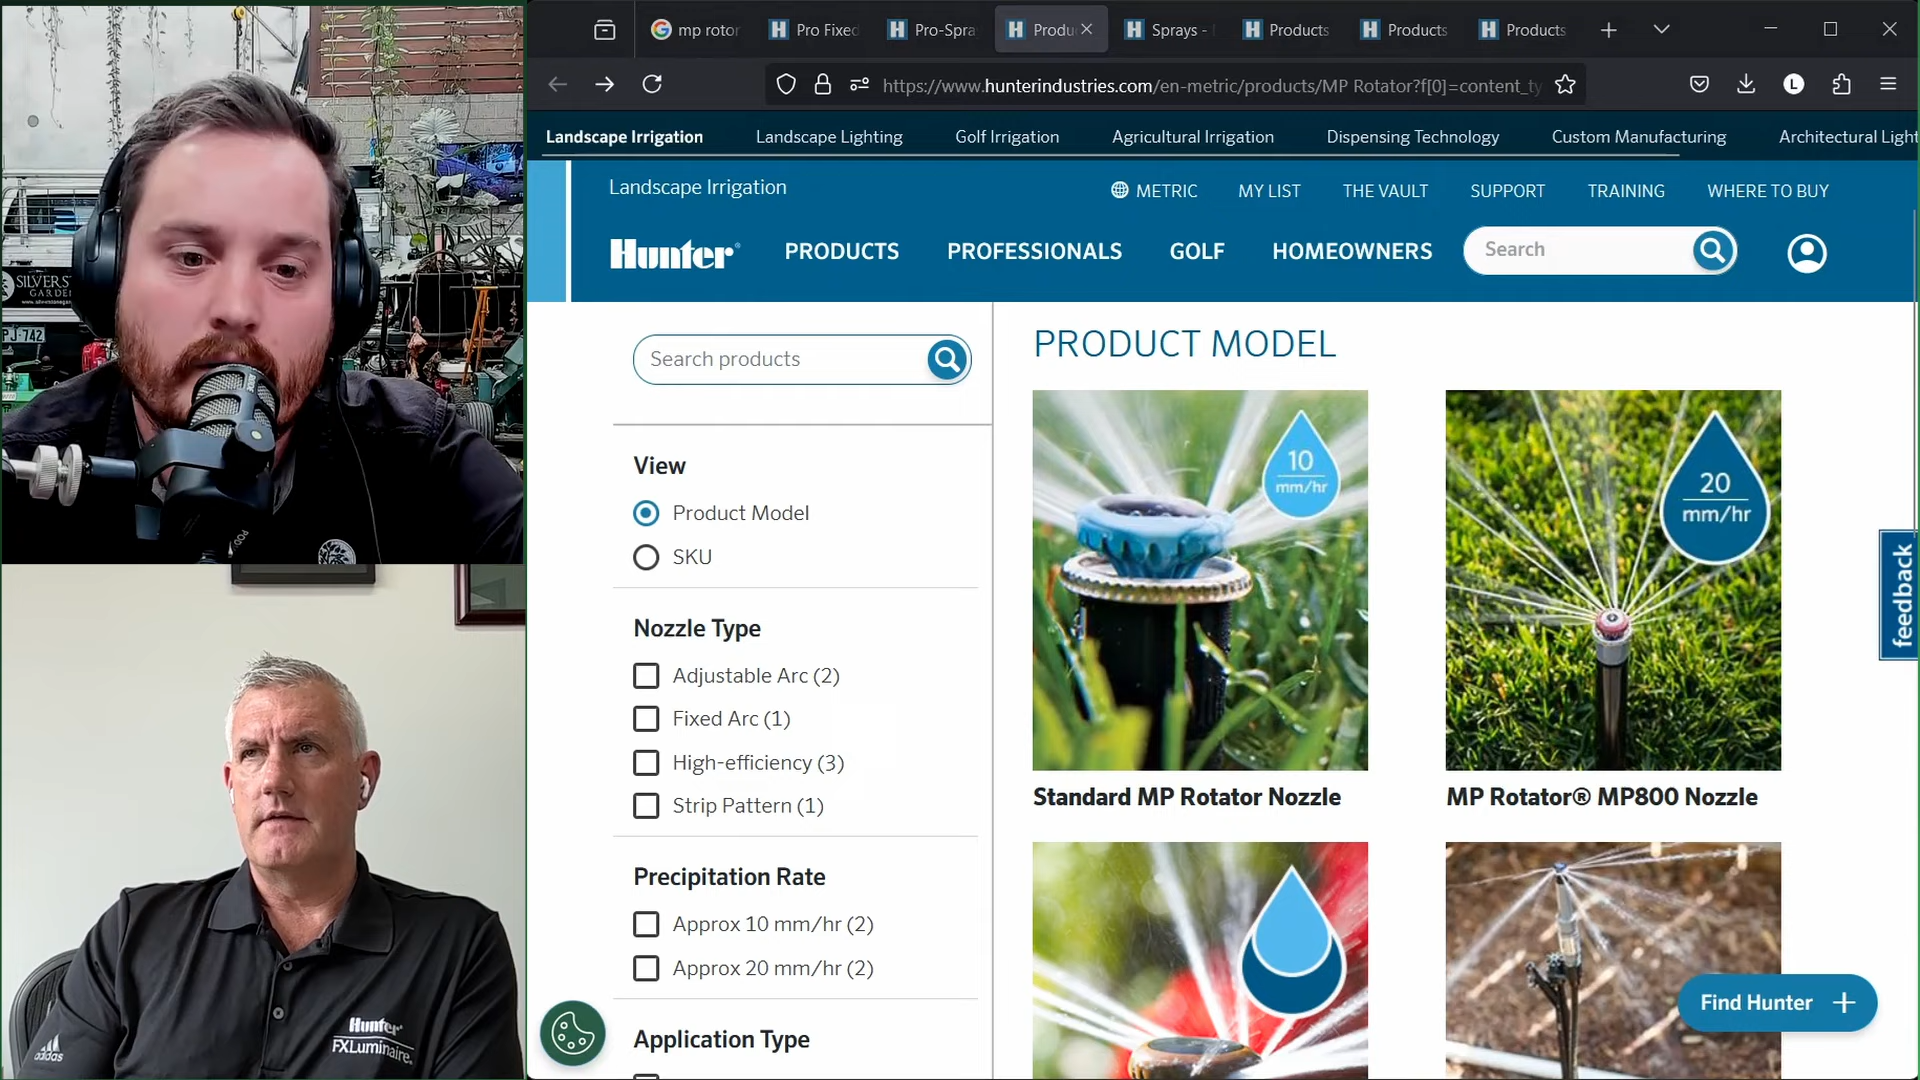 mp rotor
Pro Fixed
Pro-Spra
Produ
Sprays -
Products
Products
Products
https://www.hunterindustries.com/en-metric/products/MP Rotator?f[0]=content_ty
L
Landscape Irrigation
Landscape Lighting
Golf Irrigation
Agricultural Irrigation
Dispensing Technology
Custom Manufacturing
Architectural Light
Landscape Irrigation
METRIC
MY LIST
THE VAULT
SUPPORT
TRAINING
WHERE TO BUY
Hunter®
PRODUCTS
PROFESSIONALS
GOLF
HOMEOWNERS
Search
Search products
View
Product Model
SKU
Nozzle Type
Adjustable Arc (2)
Fixed Arc (1)
High-efficiency (3)
Strip Pattern (1)
Precipitation Rate
Approx 10 mm/hr (2)
Approx 20 mm/hr (2)
Application Type
PRODUCT MODEL
10
mm/hr
20
mm/hr
Standard MP Rotator Nozzle
MP Rotator® MP800 Nozzle
feedback
Find Hunter +
SILVERS
GARDE
PJ-742
Hunter
FXLuminaire
adidas